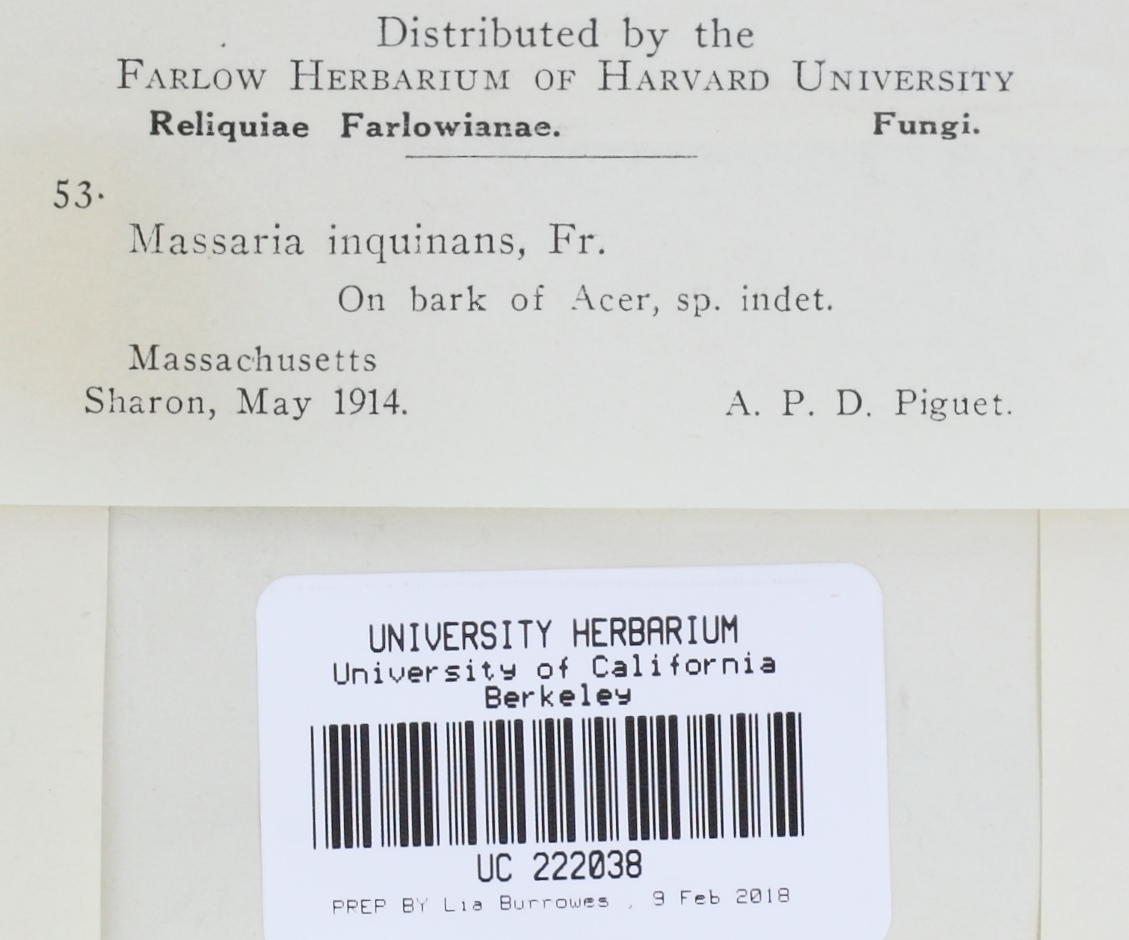 Distributed by the
FARLOW HERBARIUM OF HARVARD UNIVERSITY
Reliquiae Farlowianae. Fungi.
53.
Massaria inquinans, Fr.
On bark of Acer, sp. indet.
Massachusetts
Sharon, May 1914. A. P. D. Piguet.
UNIVERSITY HERBARIUM
University of California
Berkeley
UC 222038
PREP BY Lia Burrowes , 9 Feb 2018